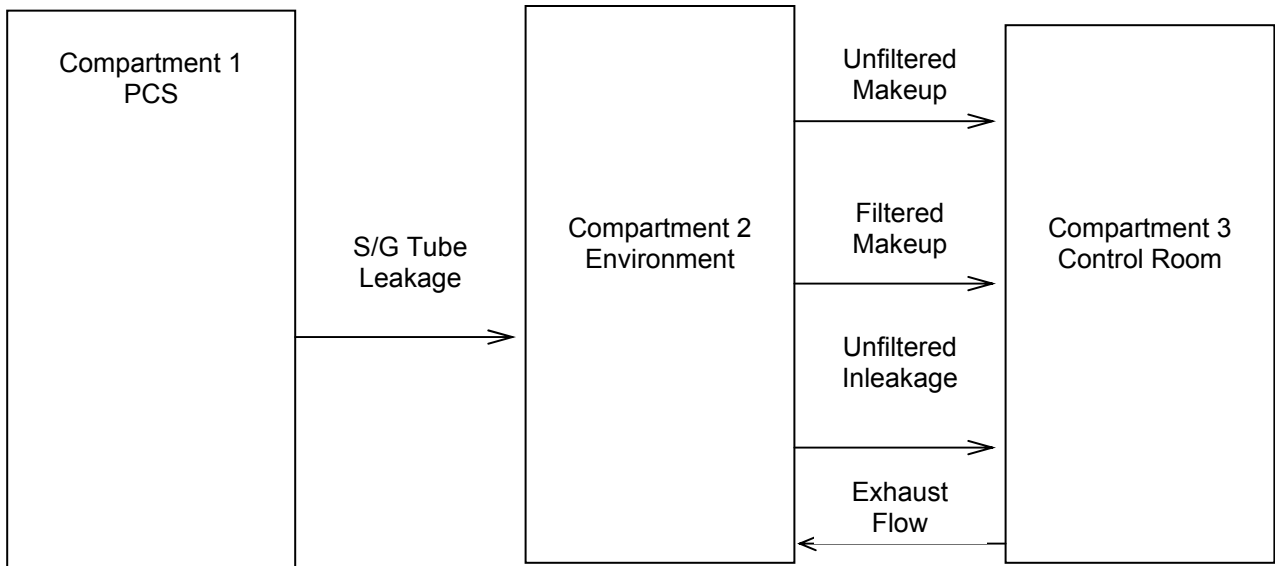 Compartment 1
PCS
S/G Tube
Leakage
Compartment 2
Environment
Unfiltered
Makeup
Filtered
Makeup
Unfiltered
Inleakage
Exhaust
Flow
Compartment 3
Control Room